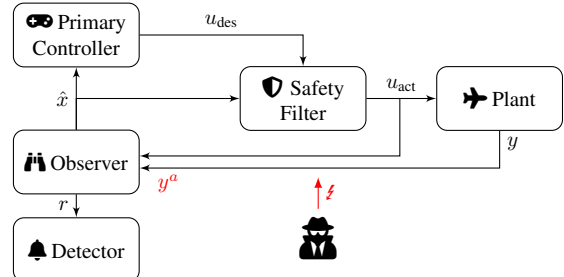 Primary
Controller
u_des
Safety
Filter
u_act
Plant
x̂
y
Observer
y^a
r
Detector